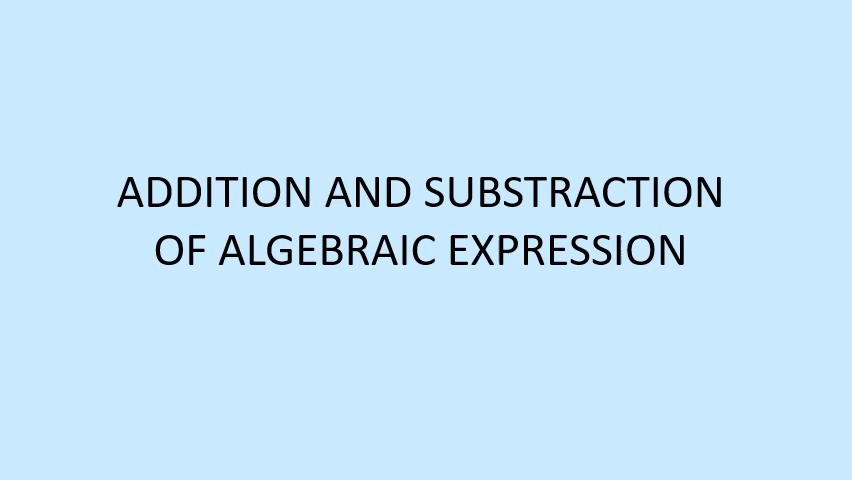 ADDITION AND SUBSTRACTION
OF ALGEBRAIC EXPRESSION